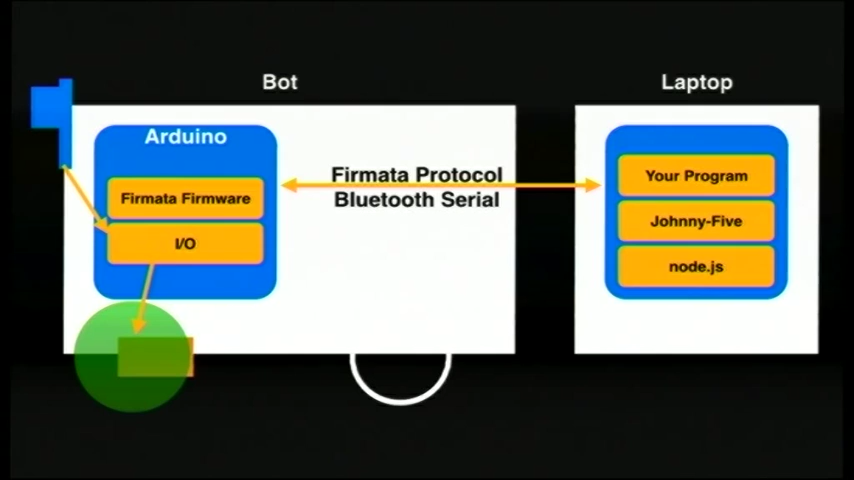 Bot
Laptop
Arduino
Firmata Firmware
I/O
Firmata Protocol
Bluetooth Serial
Your Program
Johnny-Five
node.js